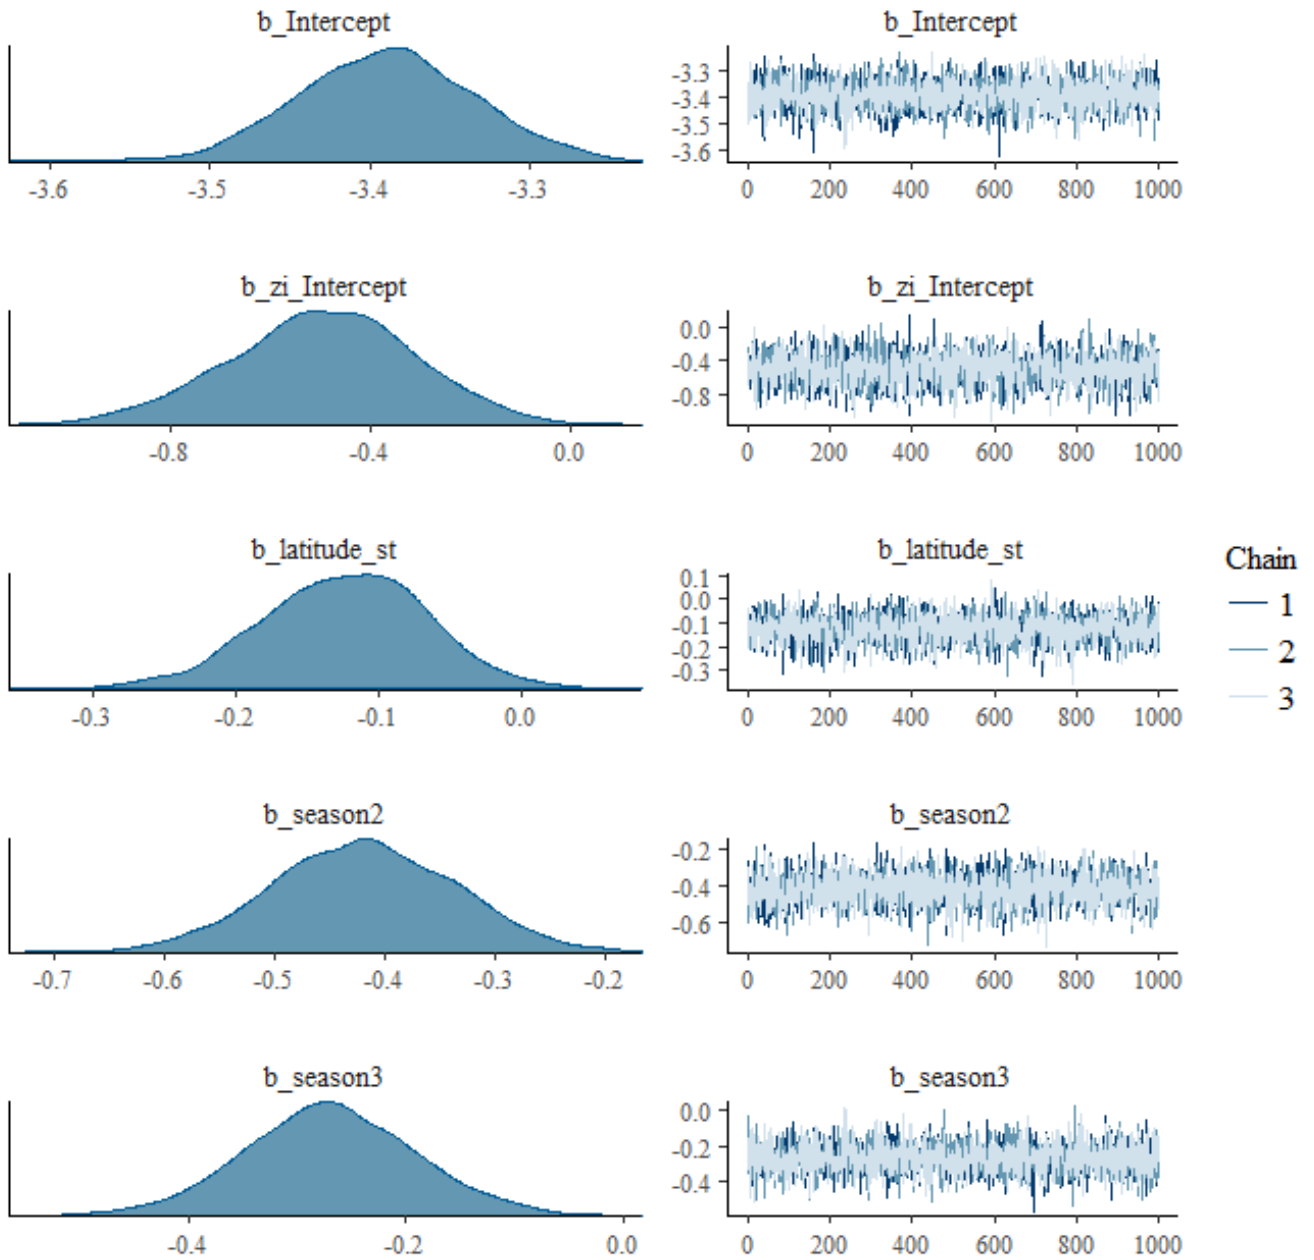 b_Intercept
-3.6 -3.5 -3.4 -3.3
b_Intercept
-3.3
-3.4
-3.5
-3.6
0 200 400 600 800 1000
b_zi_Intercept
-0.8 -0.4 0.0
b_zi_Intercept
0.0
-0.4
-0.8
0 200 400 600 800 1000
b_latitude_st
-0.3 -0.2 -0.1 0.0
b_latitude_st
0.1
0.0
-0.1
-0.2
-0.3
0 200 400 600 800 1000
Chain
1
2
3
b_season2
-0.7 -0.6 -0.5 -0.4 -0.3 -0.2
b_season2
-0.2
-0.4
-0.6
0 200 400 600 800 1000
b_season3
-0.4 -0.2 0.0
b_season3
0.0
-0.2
-0.4
0 200 400 600 800 1000